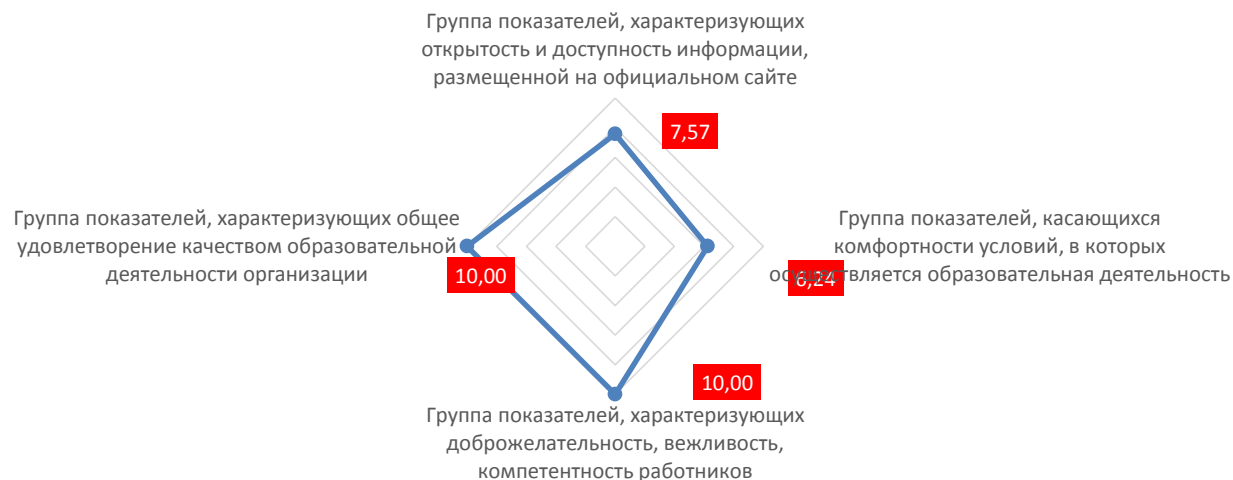 Группа показателей, характеризующих
открытость и доступность информации,
размещенной на официальном сайте
7,57
Группа показателей, характеризующих общее
удовлетворение качеством образовательной
деятельности организации
10,00
Группа показателей, касающихся
комфортности условий, в которых
осуществляется образовательная деятельность
6,24
10,00
Группа показателей, характеризующих
доброжелательность, вежливость,
компетентность работников